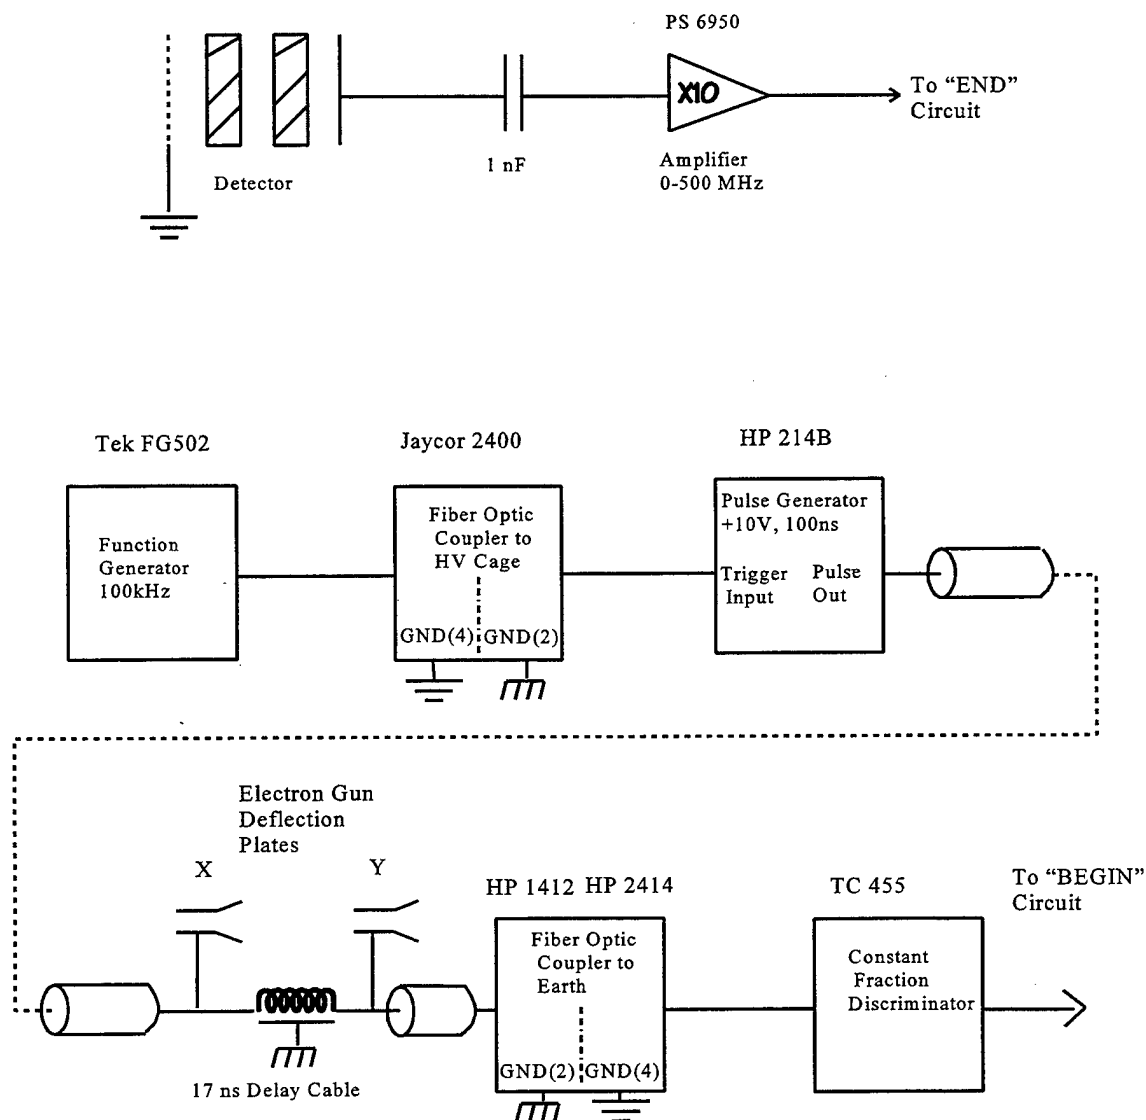 PS 6950
X10
To "END"
Circuit
1 nF
Amplifier
0-500 MHz
Detector
Tek FG502
Jaycor 2400
HP 214B
Function
Generator
100kHz
Fiber Optic
Coupler to
HV Cage
GND(4)
GND(2)
Pulse Generator
+10V, 100ns
Trigger
Input
Pulse
Out
Electron Gun
Deflection
Plates
X
Y
17 ns Delay Cable
HP 1412
HP 2414
Fiber Optic
Coupler to
Earth
GND(2)
GND(4)
TC 455
Constant
Fraction
Discriminator
To "BEGIN"
Circuit